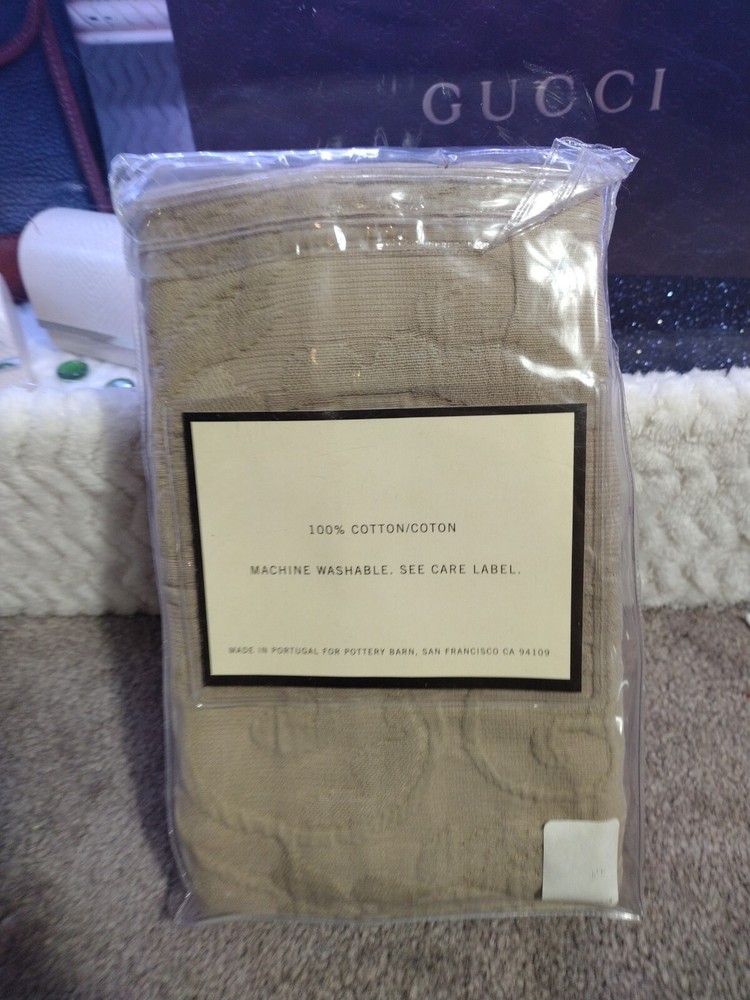 GUCCI
100% COTTON/COTON
MACHINE WASHABLE. SEE CARE LABEL.
MADE IN PORTUGAL FOR POTTERY BARN, SAN FRANCISCO CA 94109